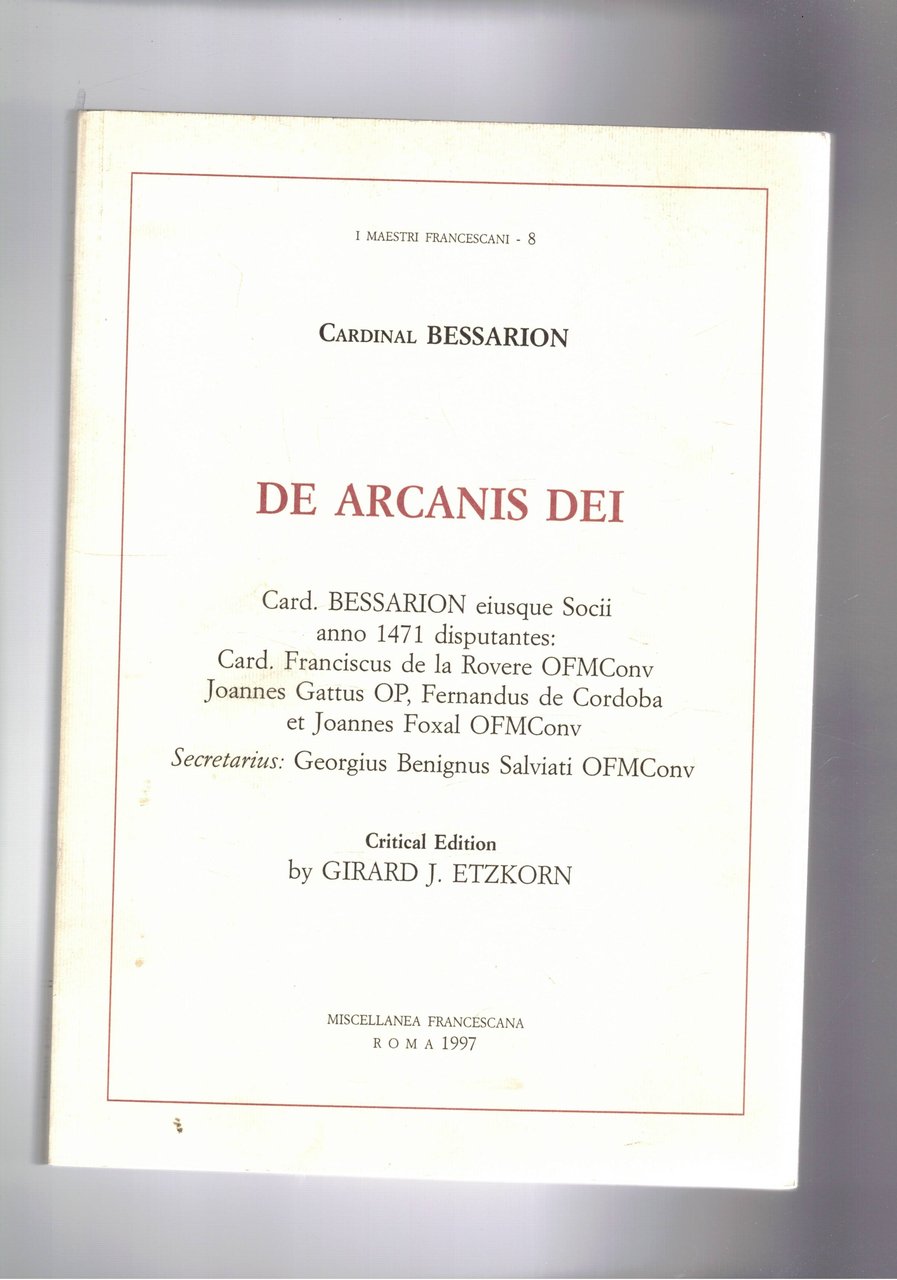 I MAESTRI FRANCESCANI - 8
CARDINAL BESSARION
DE ARCANIS DEI
Card. BESSARION eiusque Socii
anno 1471 disputantes:
Card. Franciscus de la Rovere OFMConv
Joannes Gattus OP, Fernandus de Cordoba
et Joannes Foxal OFMConv
Secretarius: Georgius Benignus Salviati OFMConv
Critical Edition
by GIRARD J. ETZKORN
MISCELLANEA FRANCESCANA
ROMA 1997